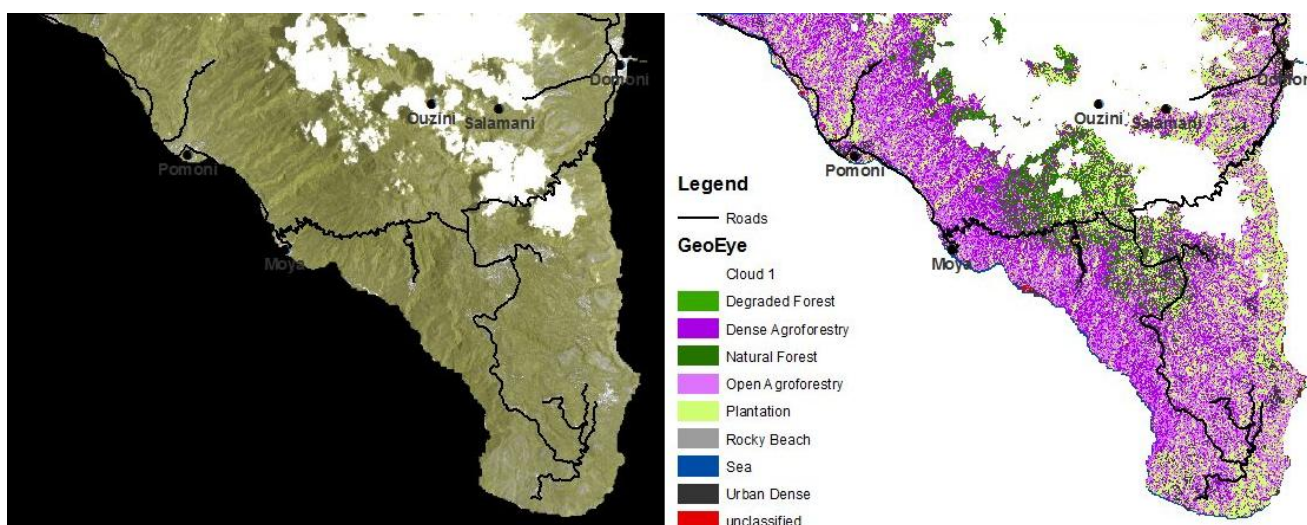 Domoni
Ouzini
Salamani
Pomoni
Moya
Domoni
Ouzini
Salamani
Pomoni
Moya
Legend
Roads
GeoEye
Cloud 1
Degraded Forest
Dense Agroforestry
Natural Forest
Open Agroforestry
Plantation
Rocky Beach
Sea
Urban Dense
unclassified